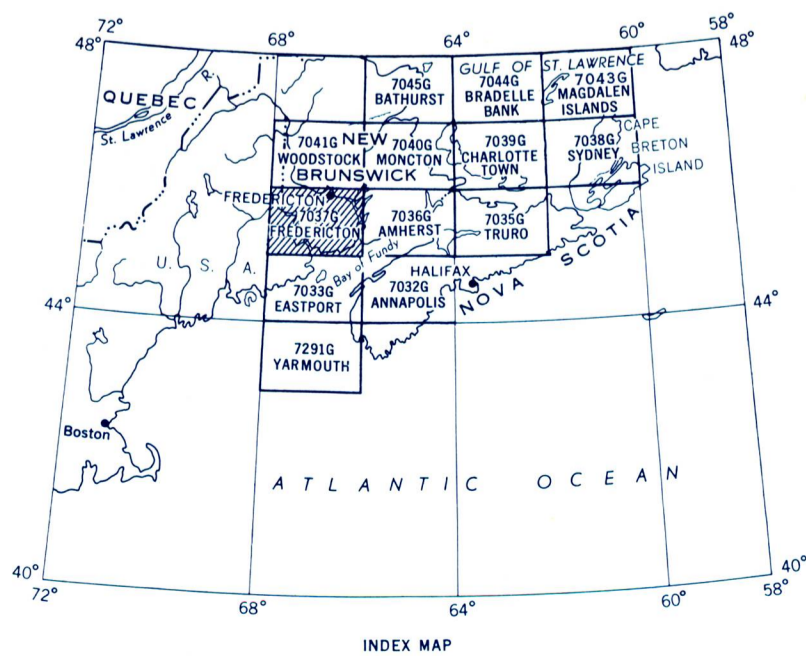 72°
68°
64°
60°
58°
48°
48°
GULF OF ST. LAWRENCE
7045G
BATHURST
7044G
BRADELLE
BANK
7043G
MAGDALEN
ISLANDS
QUEBEC
R.
St. Lawrence
7041G
WOODSTOCK
NEW
BRUNSWICK
7040G
MONCTON
7039G
CHARLOTTE
TOWN
7038G
SYDNEY
CAPE
BRETON
ISLAND
FREDERICTON
7037G
FREDERICTON
7036G
AMHERST
7035G
TRURO
U. S. A.
Bay of Fundy
HALIFAX
NOVA SCOTIA
7033G
EASTPORT
7032G
ANNAPOLIS
44°
44°
7291G
YARMOUTH
Boston
ATLANTIC OCEAN
40°
40°
72°
68°
64°
60°
58°
INDEX MAP